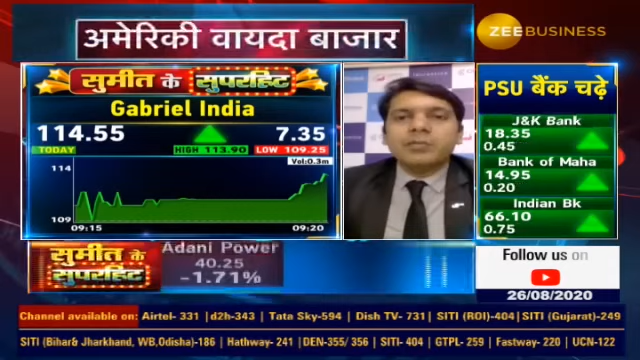 अमेरिकी वायदा बाजार
ZEE BUSINESS
सुमीत के सुपरहिट
Gabriel India
114.55 7.35
TODAY HIGH 113.90 LOW 109.25
Vol:0.3m
114
109
09:15 09:20
PSU बैंक चढ़े
J&K Bank
18.35
0.45
Bank of Maha
14.95
0.20
Indian Bk
66.10
0.75
सुमीत के
सुपरहिट
Adani Power
40.25
-1.71%
Follow us on
26/08/2020
Channel available on: Airtel- 331 |d2h-343 | Tata Sky-594 | Dish TV- 731| SITI (ROI)-404| SITI (Gujarat)-249
SITI (Bihar& Jharkhand, WB,Odisha)-186 | Hathway- 241 |DEN-355/ 356 | SITI- 404 | GTPL- 259 | Fastway- 220 | UCN-122